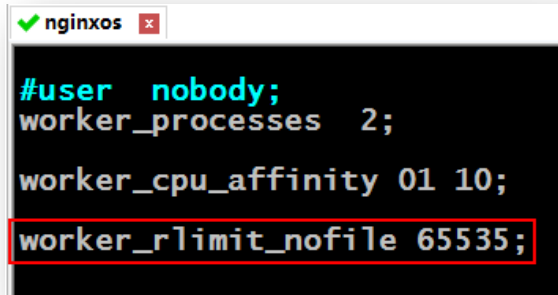 nginxos
#user  nobody;
worker_processes  2;
worker_cpu_affinity 01 10;
worker_rlimit_nofile 65535;